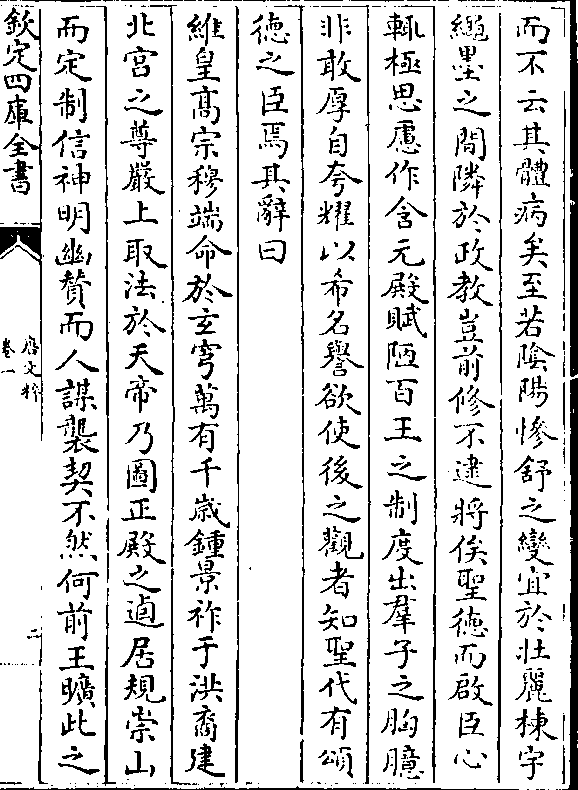 而不云其體病矣至若陰陽慘舒之變宜於壯麗棟宇
繩墨之間隣於政教豈前修不逮將俟聖德而啟臣心
輒極思慮作含元殿賦陋百王之制度出羣子之胸臆
非敢厚自夸耀以希名譽欲使後之觀者知聖代有頌
德之臣焉其辭曰
維皇髙宗穆端命於玄穹萬有千歳鍾景祚于洪裔建
北宫之尊嚴上取法於天帝乃圖正殿之逌居規崇山
而定制信神明幽賛而人謀襲契不然何前王曠此之
欽定四庫全書
唐文粹
卷一
二